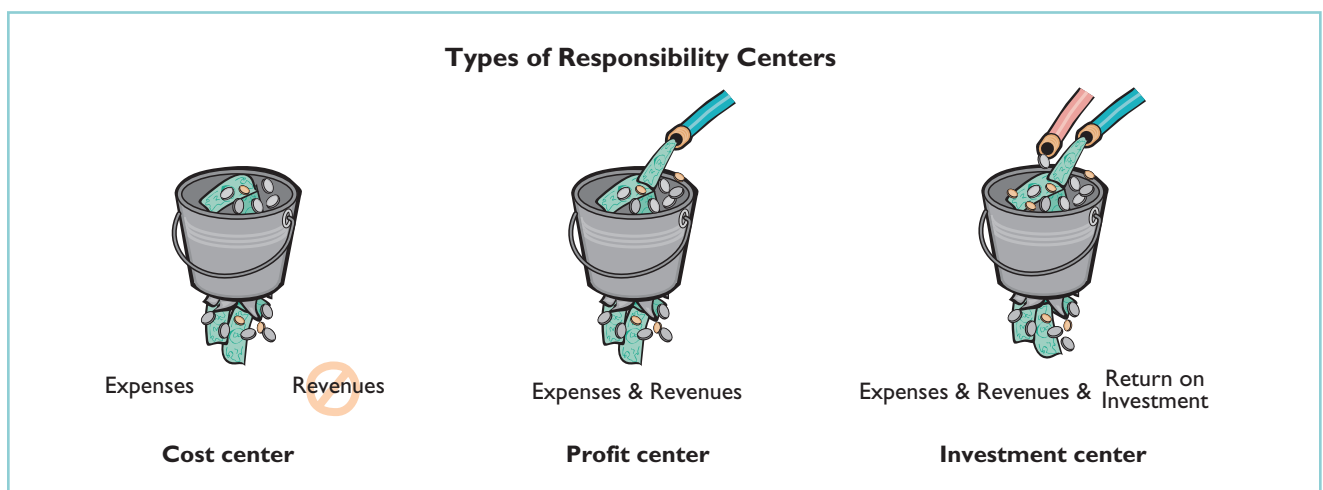 Types of Responsibility Centers
Expenses
Revenues
Expenses & Revenues
Expenses & Revenues & Return on
Investment
Cost center
Profit center
Investment center